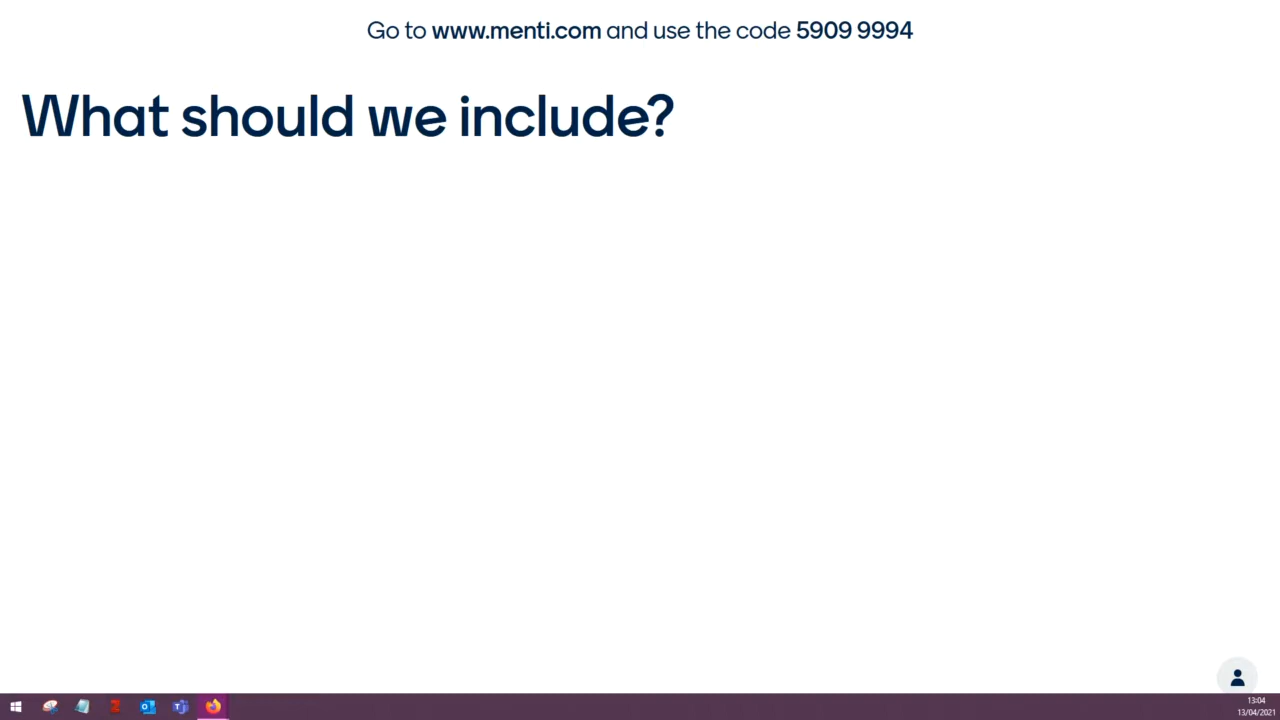 Go to www.menti.com and use the code 5909 9994
What should we include?
13:04
13/04/2021